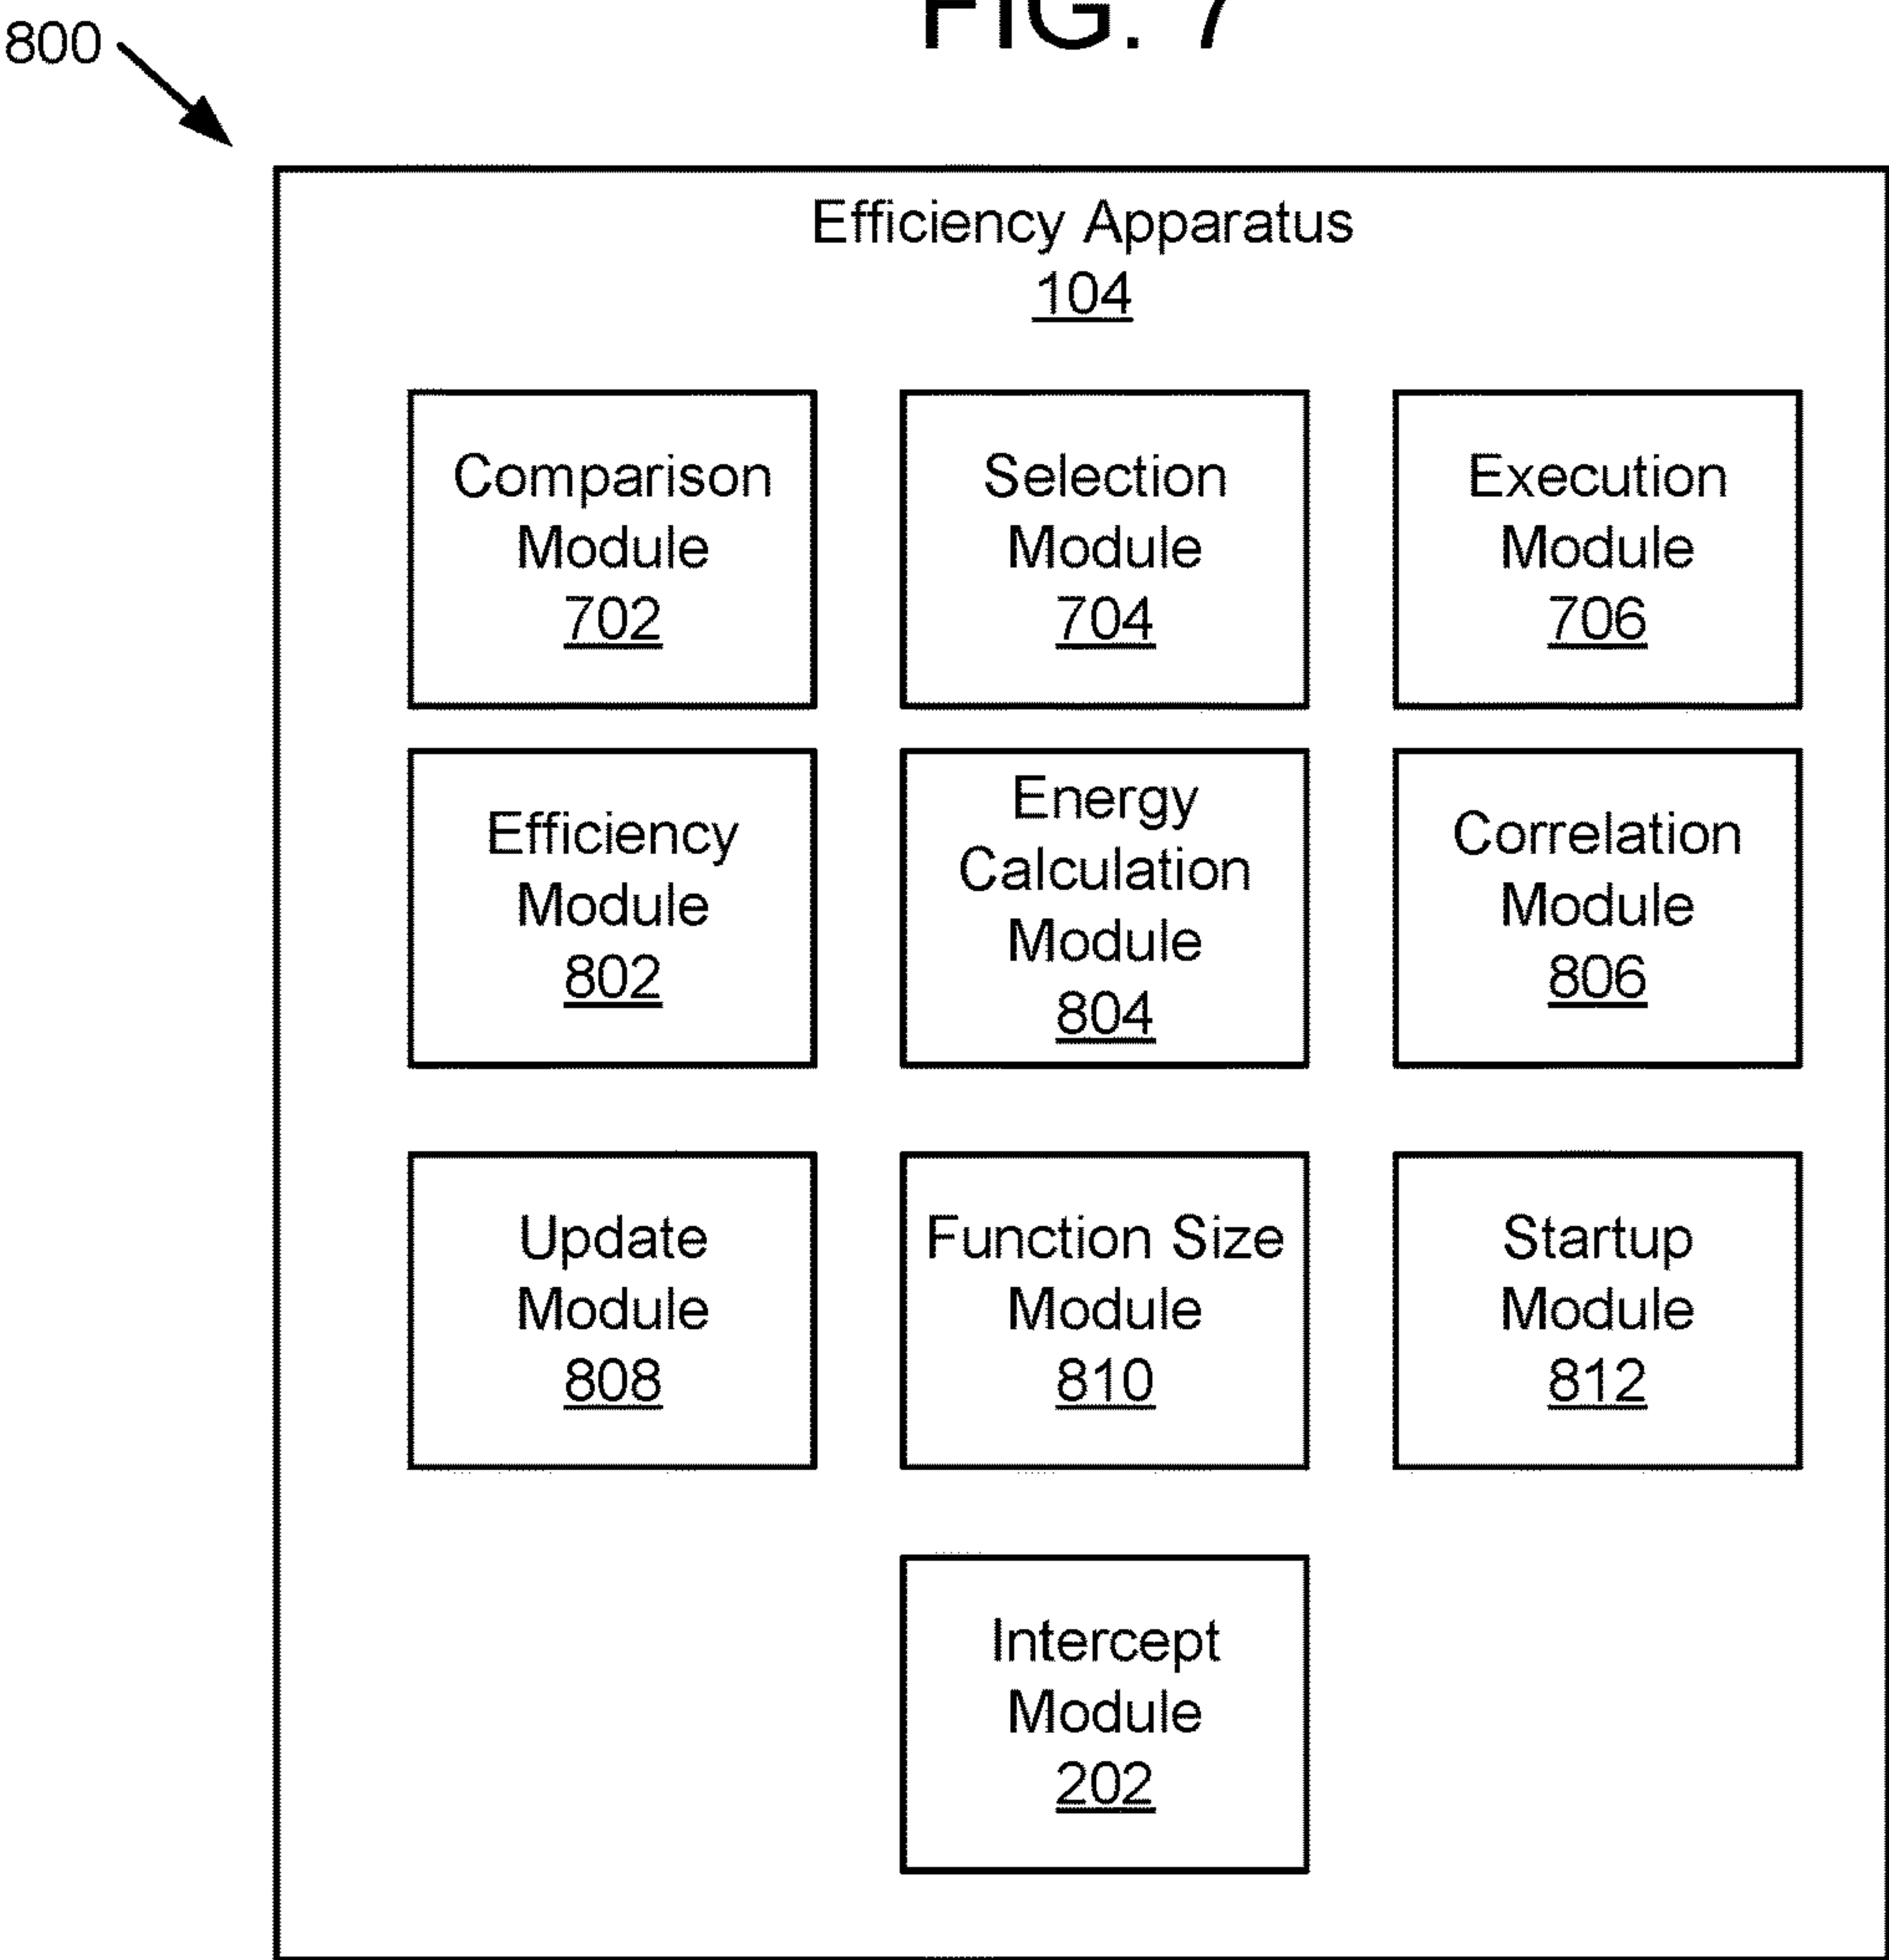 FIG. 7
800
Efficiency Apparatus
104
Comparison
Module
702
Selection
Module
704
Execution
Module
706
Efficiency
Module
802
Energy
Calculation
Module
804
Correlation
Module
806
Update
Module
808
Function Size
Module
810
Startup
Module
812
Intercept
Module
202